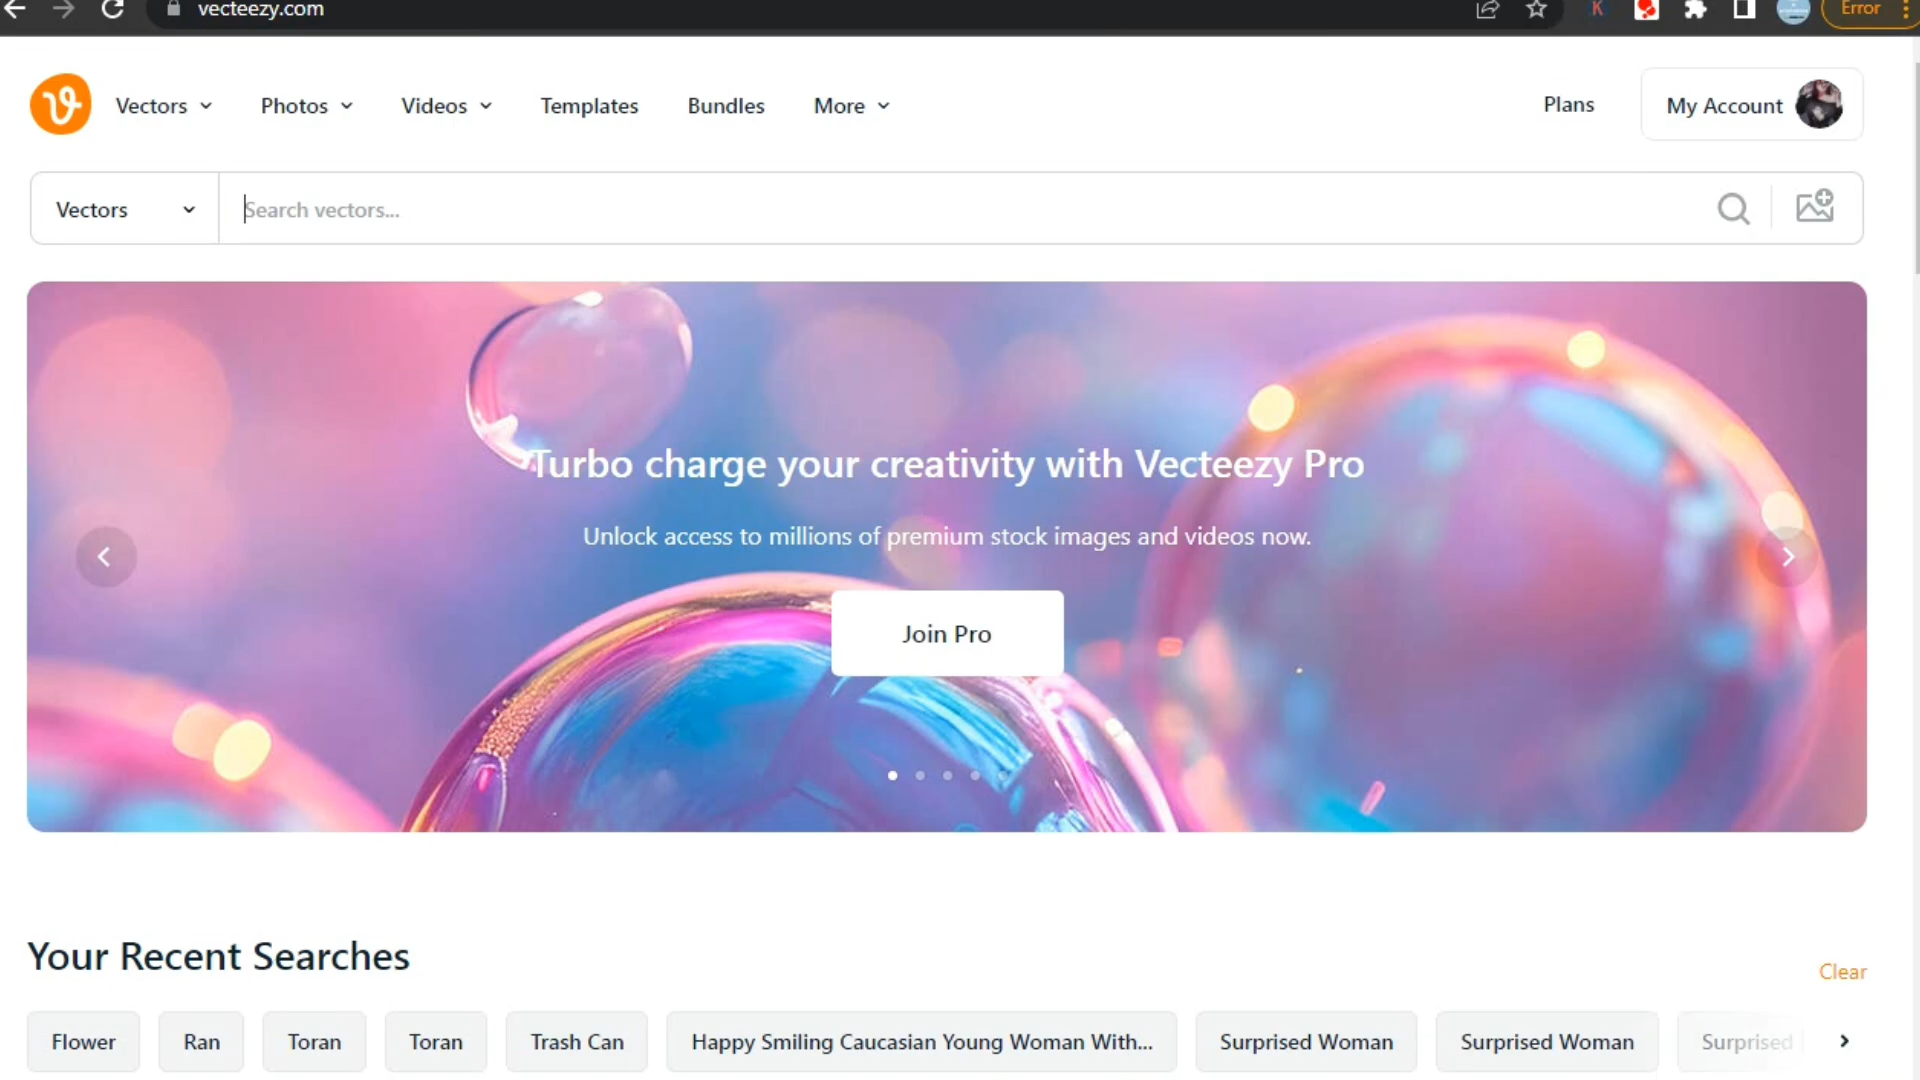 vecteezy.com
K
Error
Vectors
Photos
Videos
Templates
Bundles
More
Plans
My Account
Vectors
Search vectors...
Turbo charge your creativity with Vecteezy Pro
Unlock access to millions of premium stock images and videos now.
Join Pro
Your Recent Searches
Clear
Flower
Ran
Toran
Toran
Trash Can
Happy Smiling Caucasian Young Woman With...
Surprised Woman
Surprised Woman
Surprised